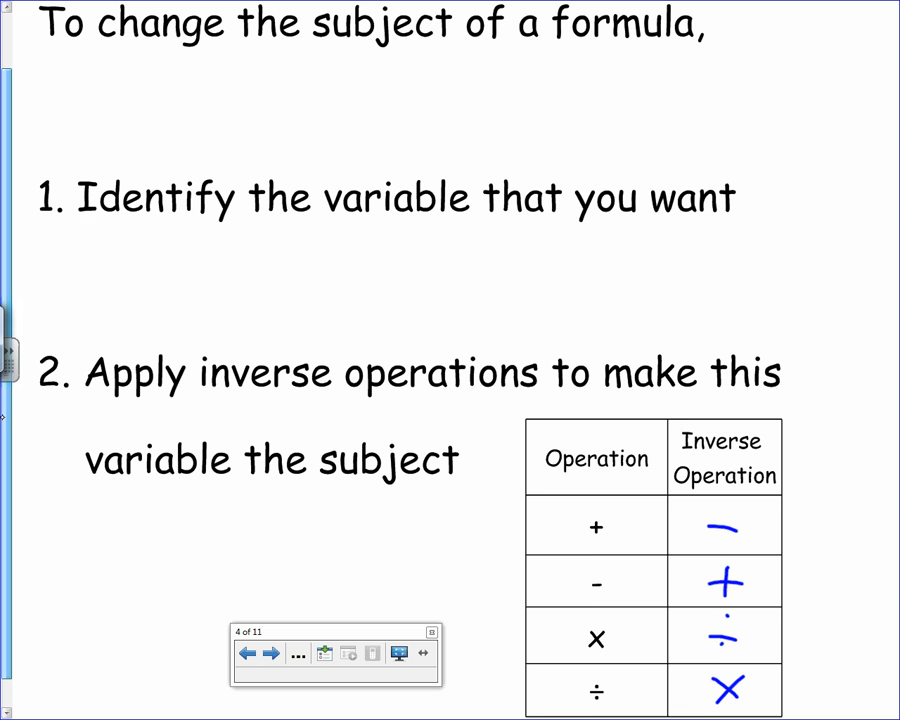 To change the subject of a formula,
1. Identify the variable that you want
2. Apply inverse operations to make this
variable the subject
Operation Inverse Operation
+ −
- +
x ÷
÷ ×
4 of 11
...